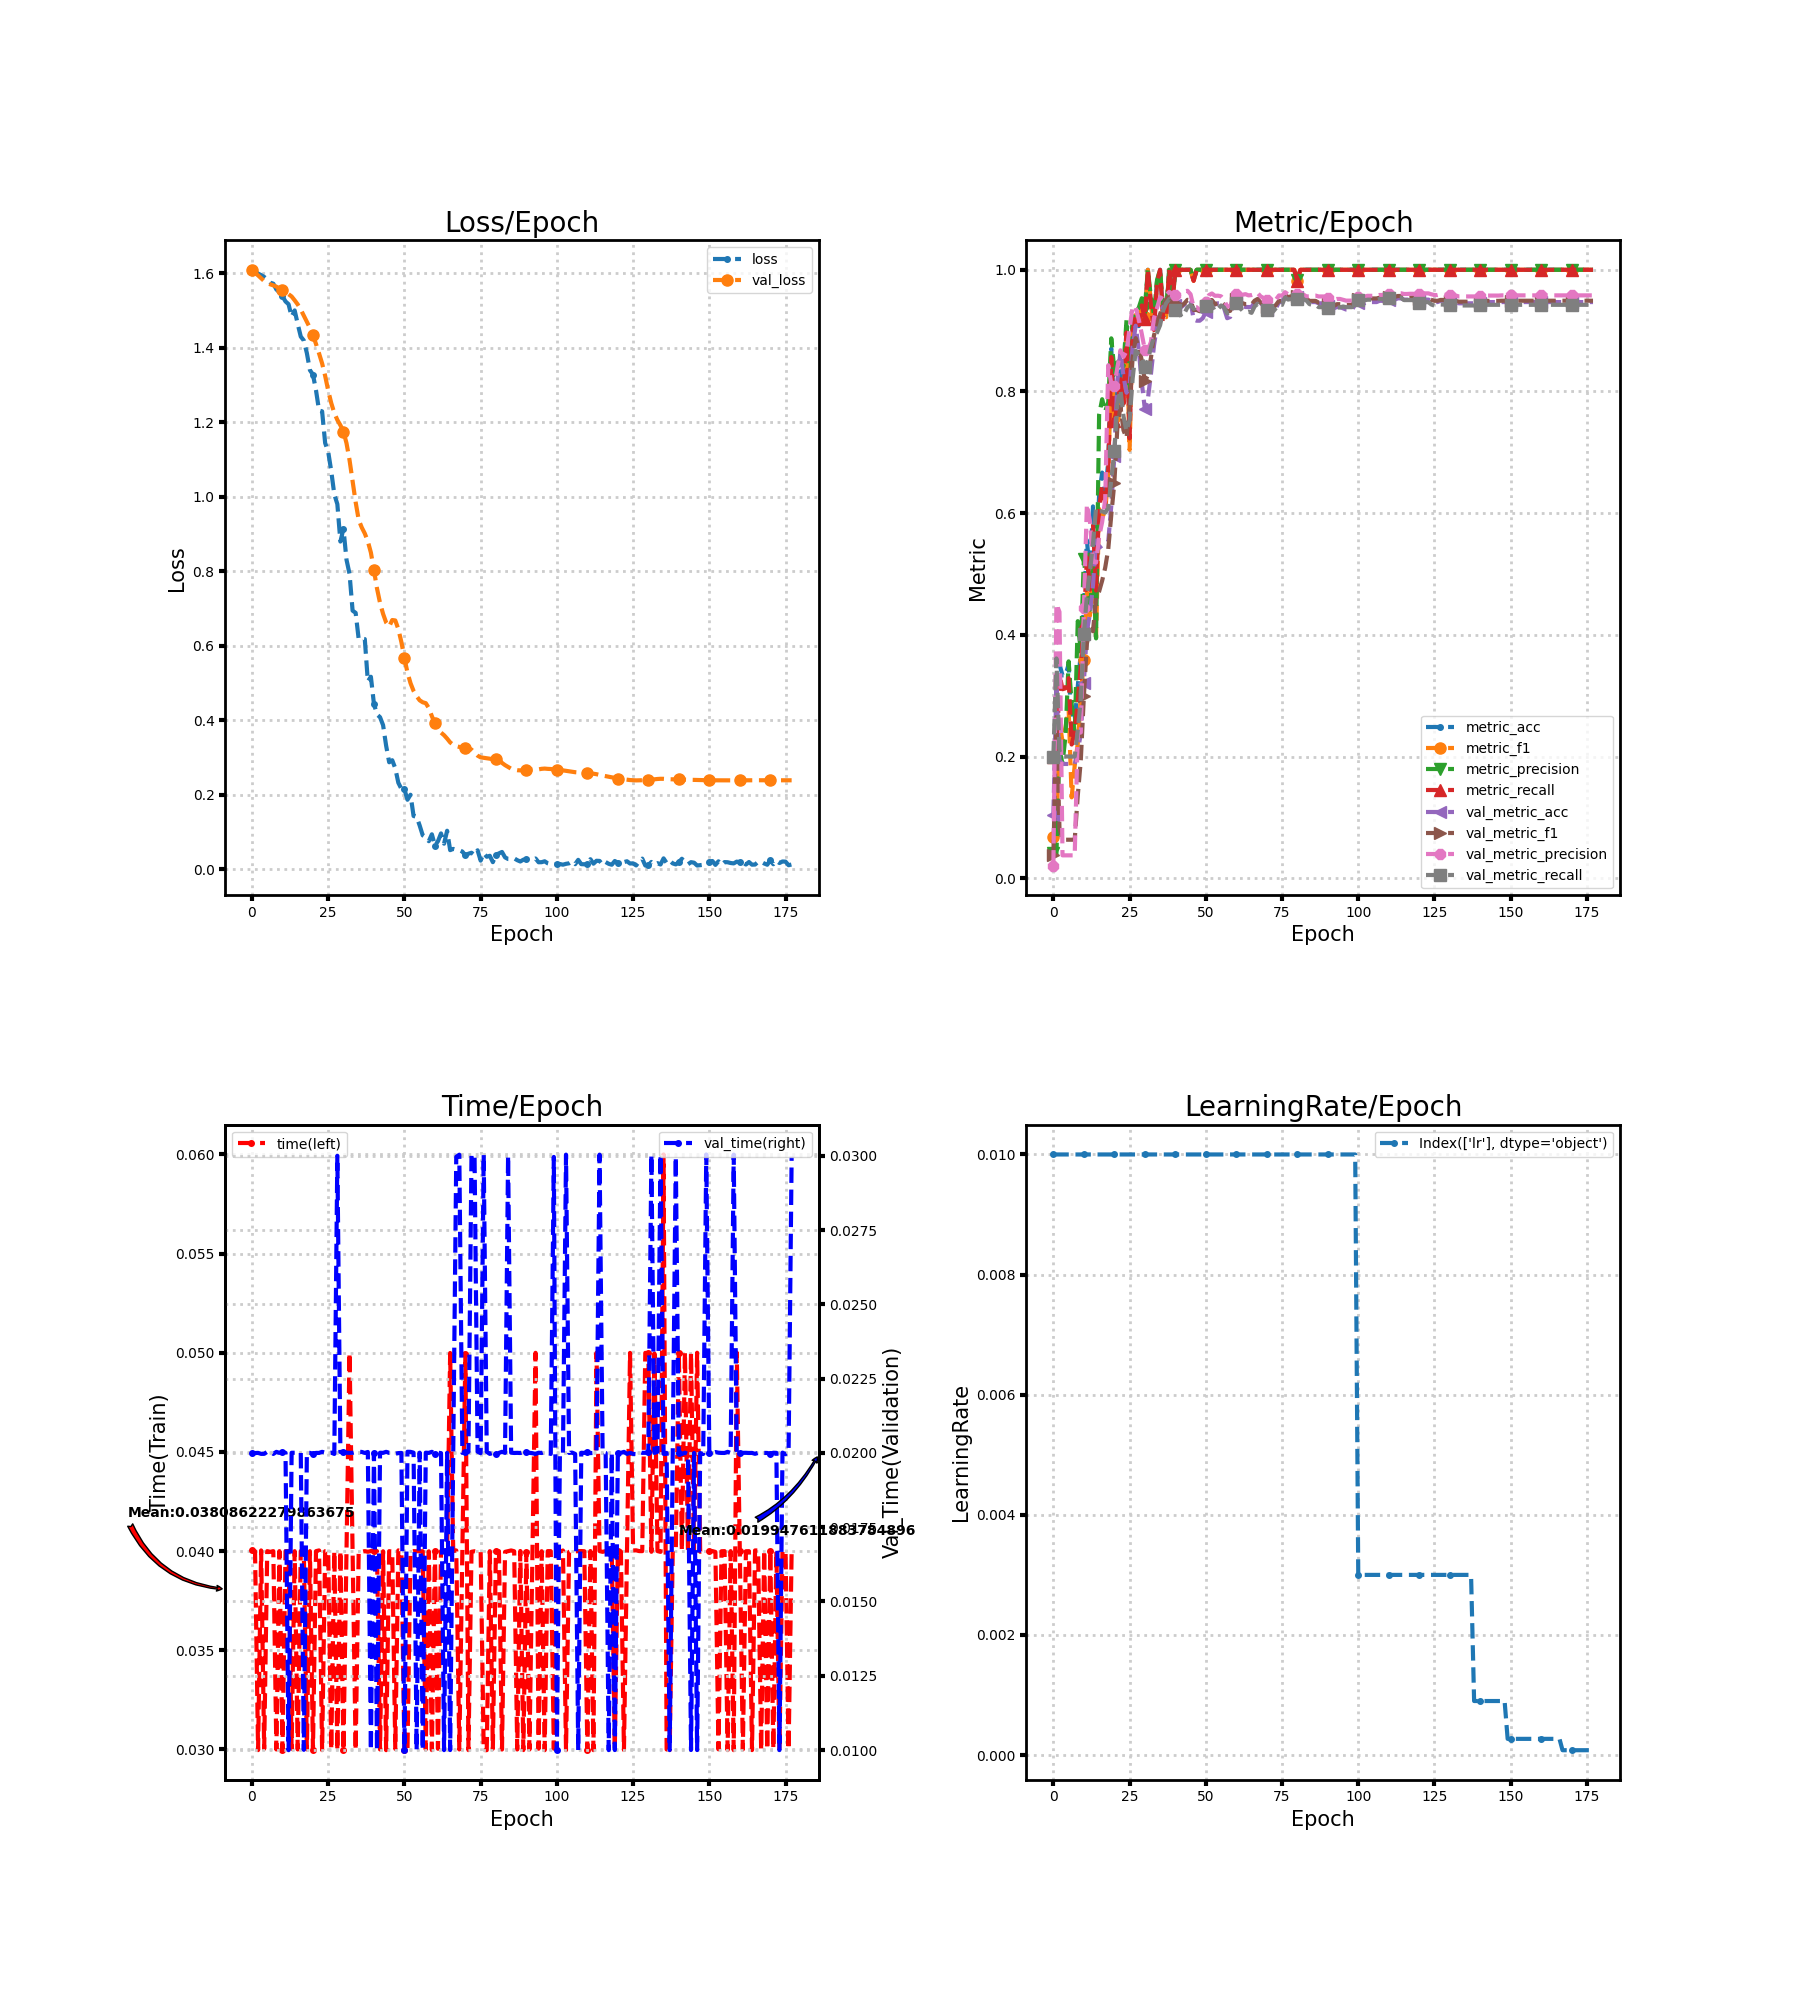 Loss/Epoch
loss
val_loss
1.6
1.4
1.2
1.0
0.8
0.6
0.4
0.2
0.0
Loss
0
25
50
75
100
125
150
175
Epoch
Metric/Epoch
1.0
0.8
0.6
0.4
0.2
0.0
Metric
metric_acc
metric_f1
metric_precision
metric_recall
val_metric_acc
val_metric_f1
val_metric_precision
val_metric_recall
0
25
50
75
100
125
150
175
Epoch
Time/Epoch
time(left)
val_time(right)
0.060
0.055
0.050
0.045
0.040
0.035
0.030
Time(Train)
Mean:0.03808622279863675
0.0300
0.0275
0.0250
0.0225
0.0200
0.0175
0.0150
0.0125
0.0100
Val_Time(Validation)
0
25
50
75
100
125
150
175
Epoch
LearningRate/Epoch
Index(['lr'], dtype='object')
0.010
0.008
0.006
0.004
0.002
0.000
LearningRate
0
25
50
75
100
125
150
175
Epoch